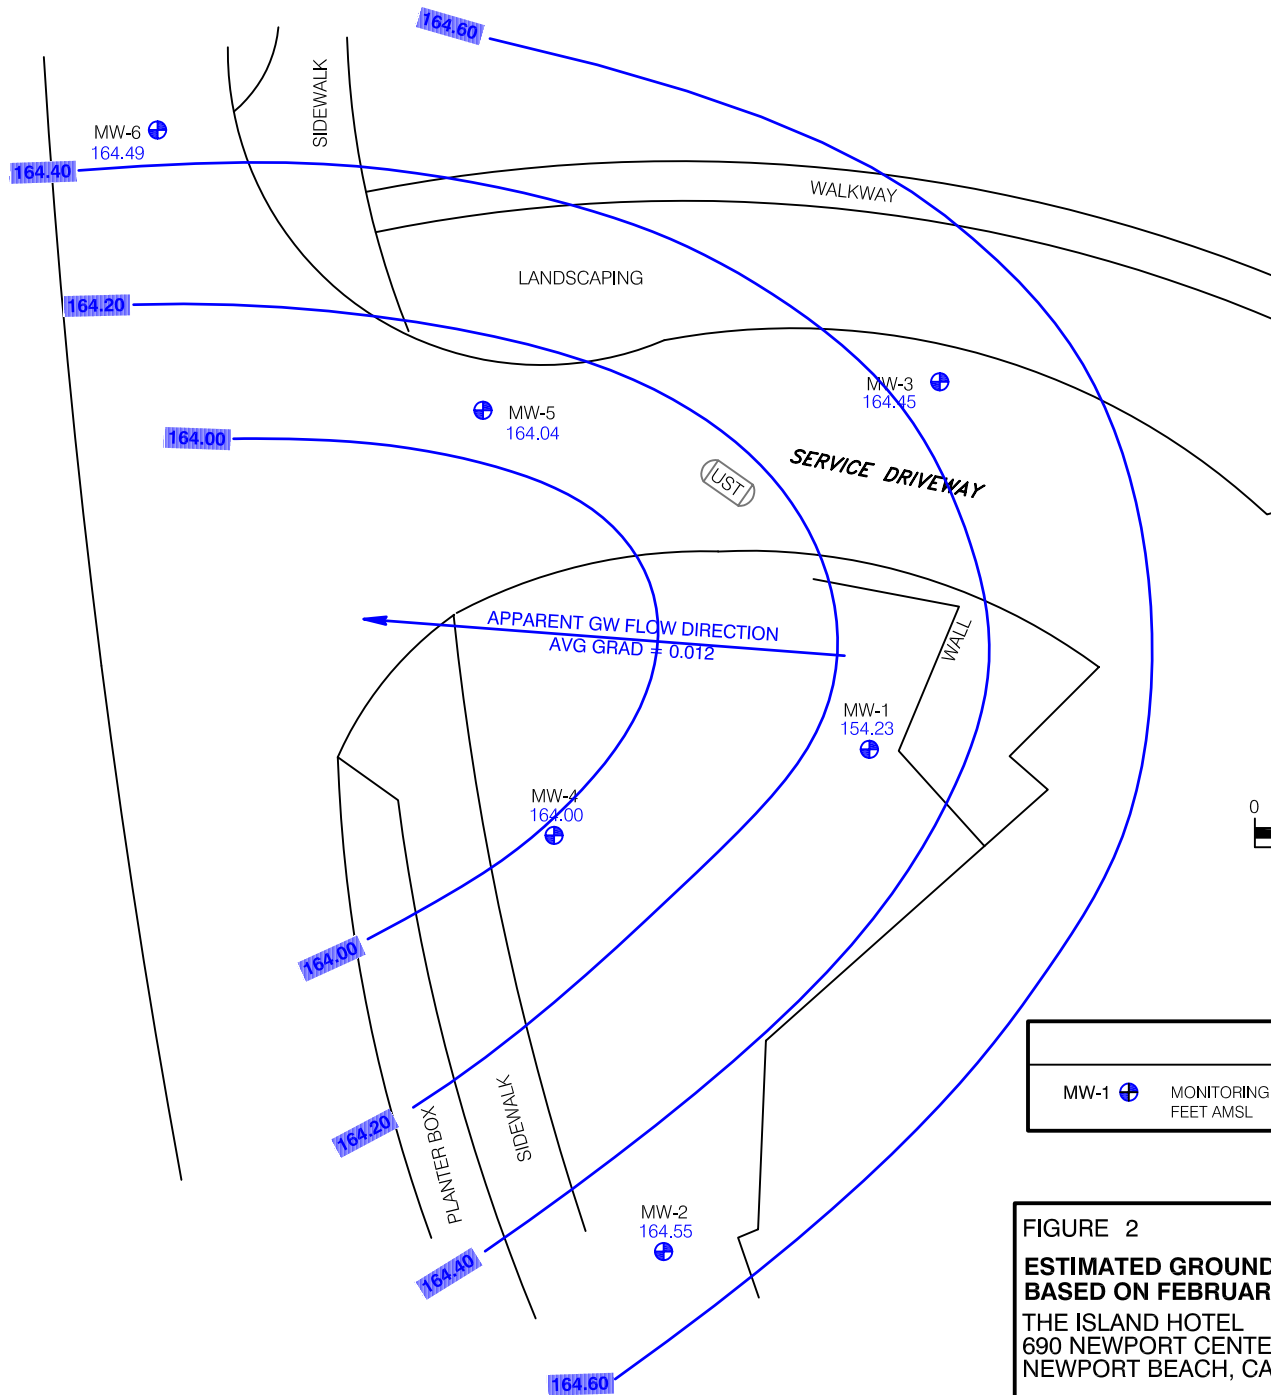 164.60
SIDEWALK
MW-6
164.49
164.40
WALKWAY
LANDSCAPING
164.20
MW-3
164.45
MW-5
164.04
164.00
SERVICE DRIVEWAY
UST
APPARENT GW FLOW DIRECTION
AVG GRAD = 0.012
WALL
MW-1
154.23
MW-4
164.00
0
164.00
MW-1
MONITORING
FEET AMSL
164.20
PLANTER BOX
SIDEWALK
MW-2
164.55
164.40
164.60
FIGURE 2
ESTIMATED GROUND
BASED ON FEBRUAR
THE ISLAND HOTEL
690 NEWPORT CENTE
NEWPORT BEACH, CA